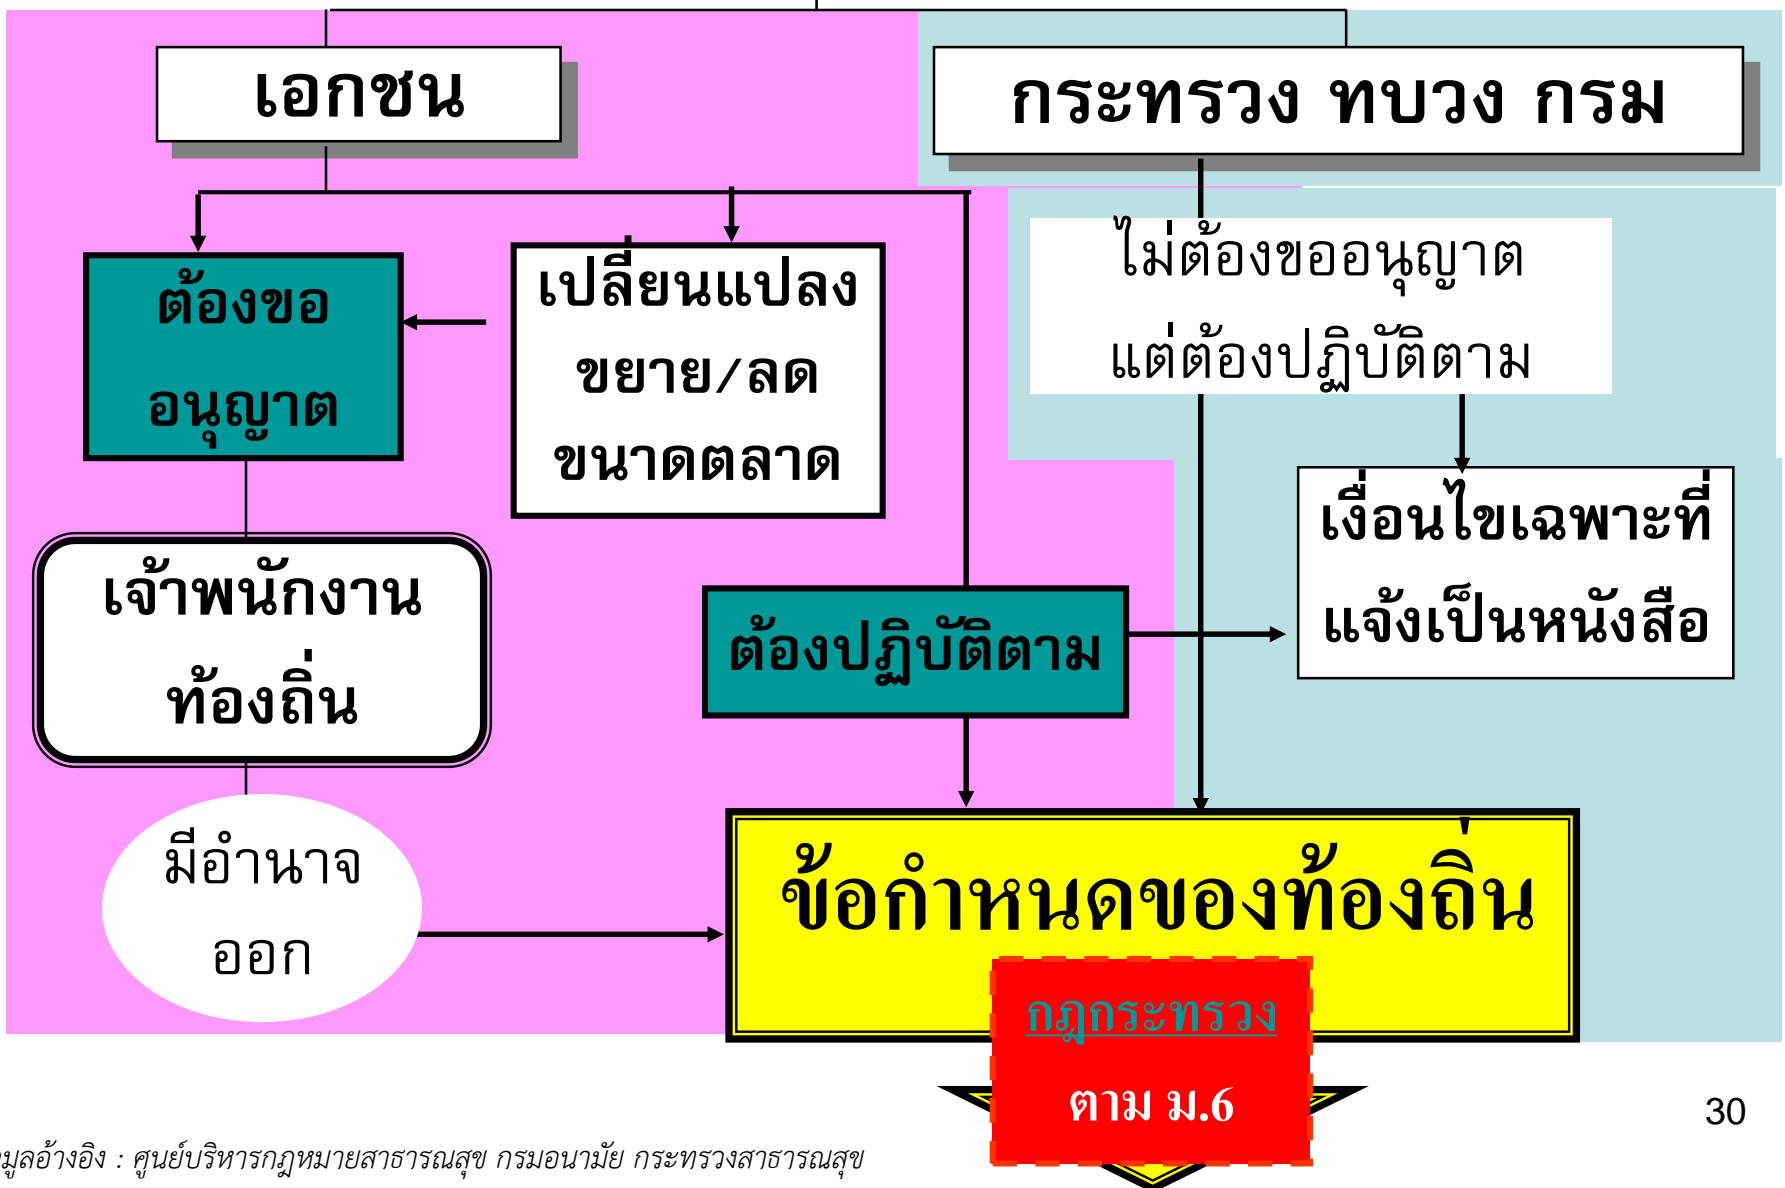 เอกชน
กระทรวง ทบวง กรม
ต้องขอ
อนุญาต
เปลี่ยนแปลง
ขยาย/ลด
ขนาดตลาด
ไม่ต้องขออนุญาต
แต่ต้องปฏิบัติตาม
เงื่อนไขเฉพาะที่
แจ้งเป็นหนังสือ
เจ้าพนักงาน
ท้องถิ่น
ต้องปฏิบัติตาม
มีอำนาจ
ออก
ข้อกำหนดของท้องถิ่น
กฎกระทรวง
ตาม ม.6
30
มูลอ้างอิง : ศูนย์บริหารกฎหมายสาธารณสุข กรมอนามัย กระทรวงสาธารณสุข